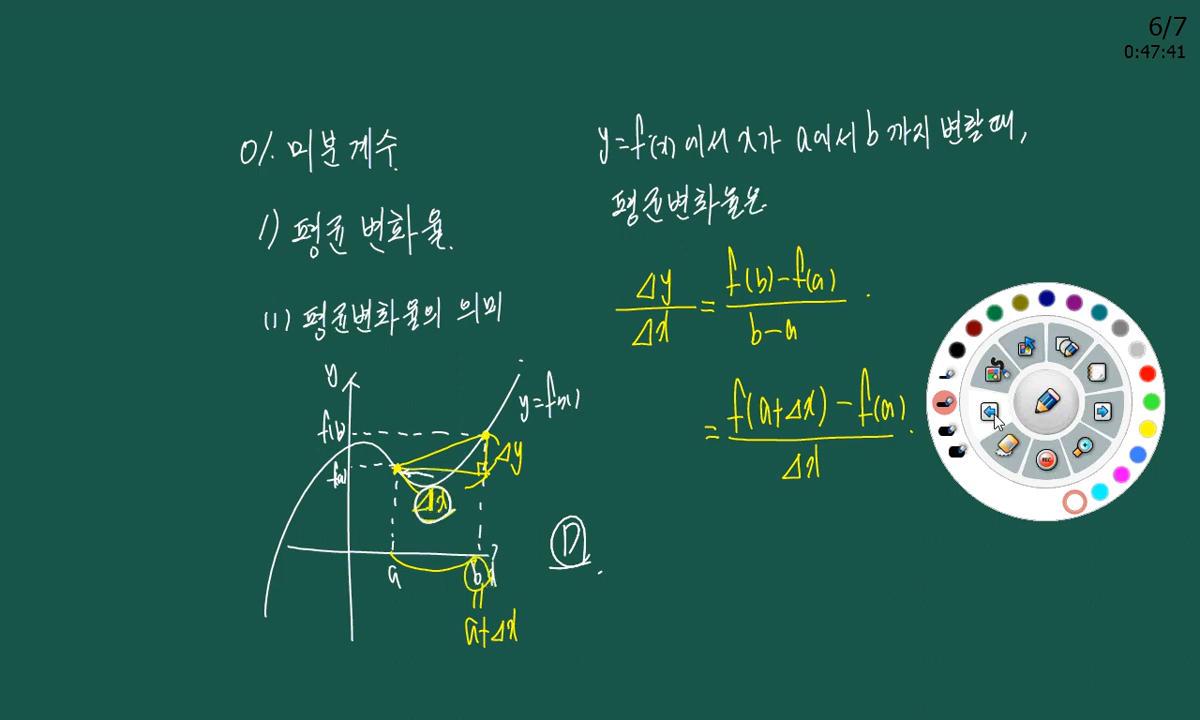 6/7
0:47:41
01. 미분계수
1) 평균변화율.
(1) 평균변화율의 의미
y
f(b)
f(a)
y=f(x)
Δy
Δx
a
b
x
a+Δx
D
y=f(x)에서 x가 a에서 b까지 변할때,
평균변화율은
Δy/Δx = f(b)-f(a)/b-a.
= f(a+Δx)-f(a)/Δx.
REC